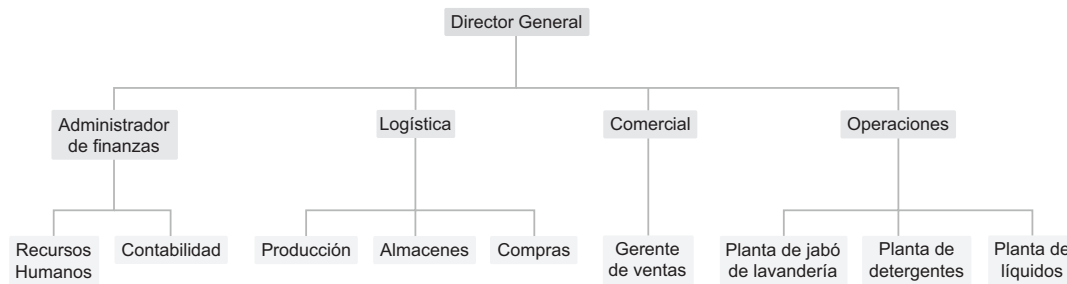 Director General
Administrador
de finanzas
Logística
Comercial
Operaciones
Recursos
Humanos
Contabilidad
Producción
Almacenes
Compras
Gerente
de ventas
Planta de jabó
de lavandería
Planta de
detergentes
Planta de
líquidos